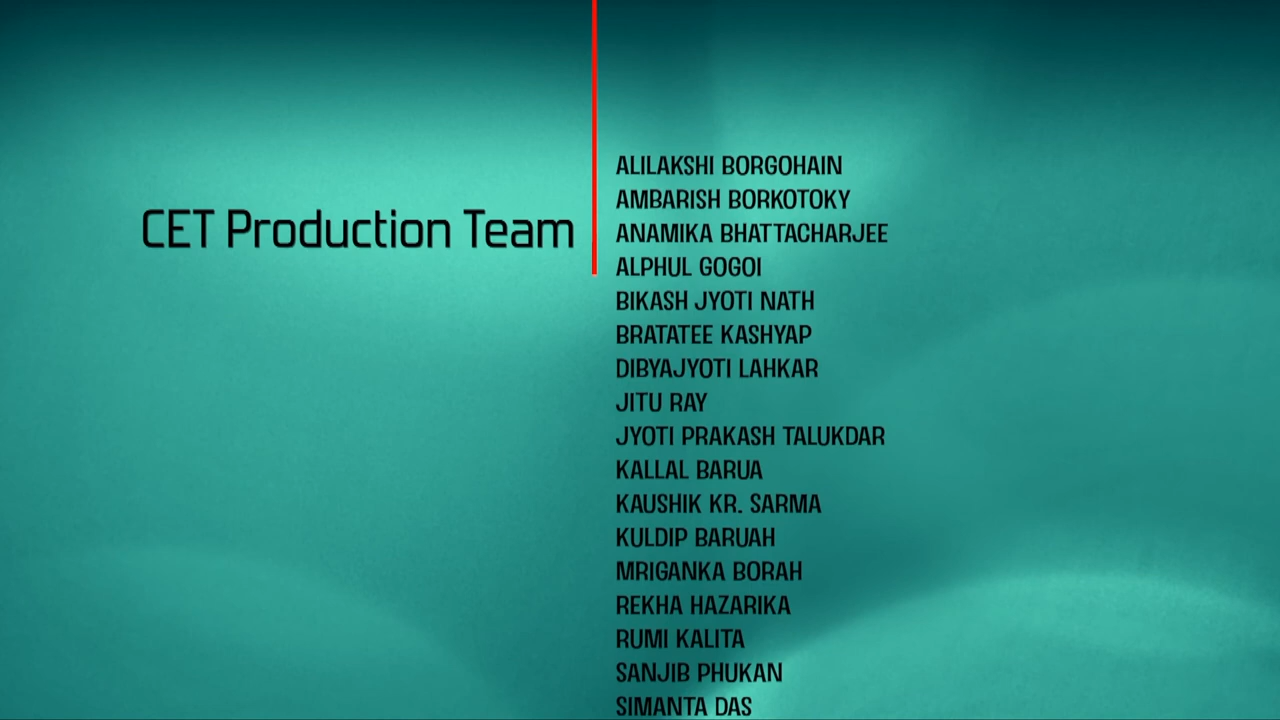 CET Production Team
ALILAKSHI BORGOHAIN
AMBARISH BORKOTOKY
ANAMIKA BHATTACHARJEE
ALPHUL GOGOI
BIKASH JYOTI NATH
BRATATEE KASHYAP
DIBYAJYOTI LAHKAR
JITU RAY
JYOTI PRAKASH TALUKDAR
KALLAL BARUA
KAUSHIK KR. SARMA
KULDIP BARUAH
MRIGANKA BORAH
REKHA HAZARIKA
RUMI KALITA
SANJIB PHUKAN
SIMANTA DAS